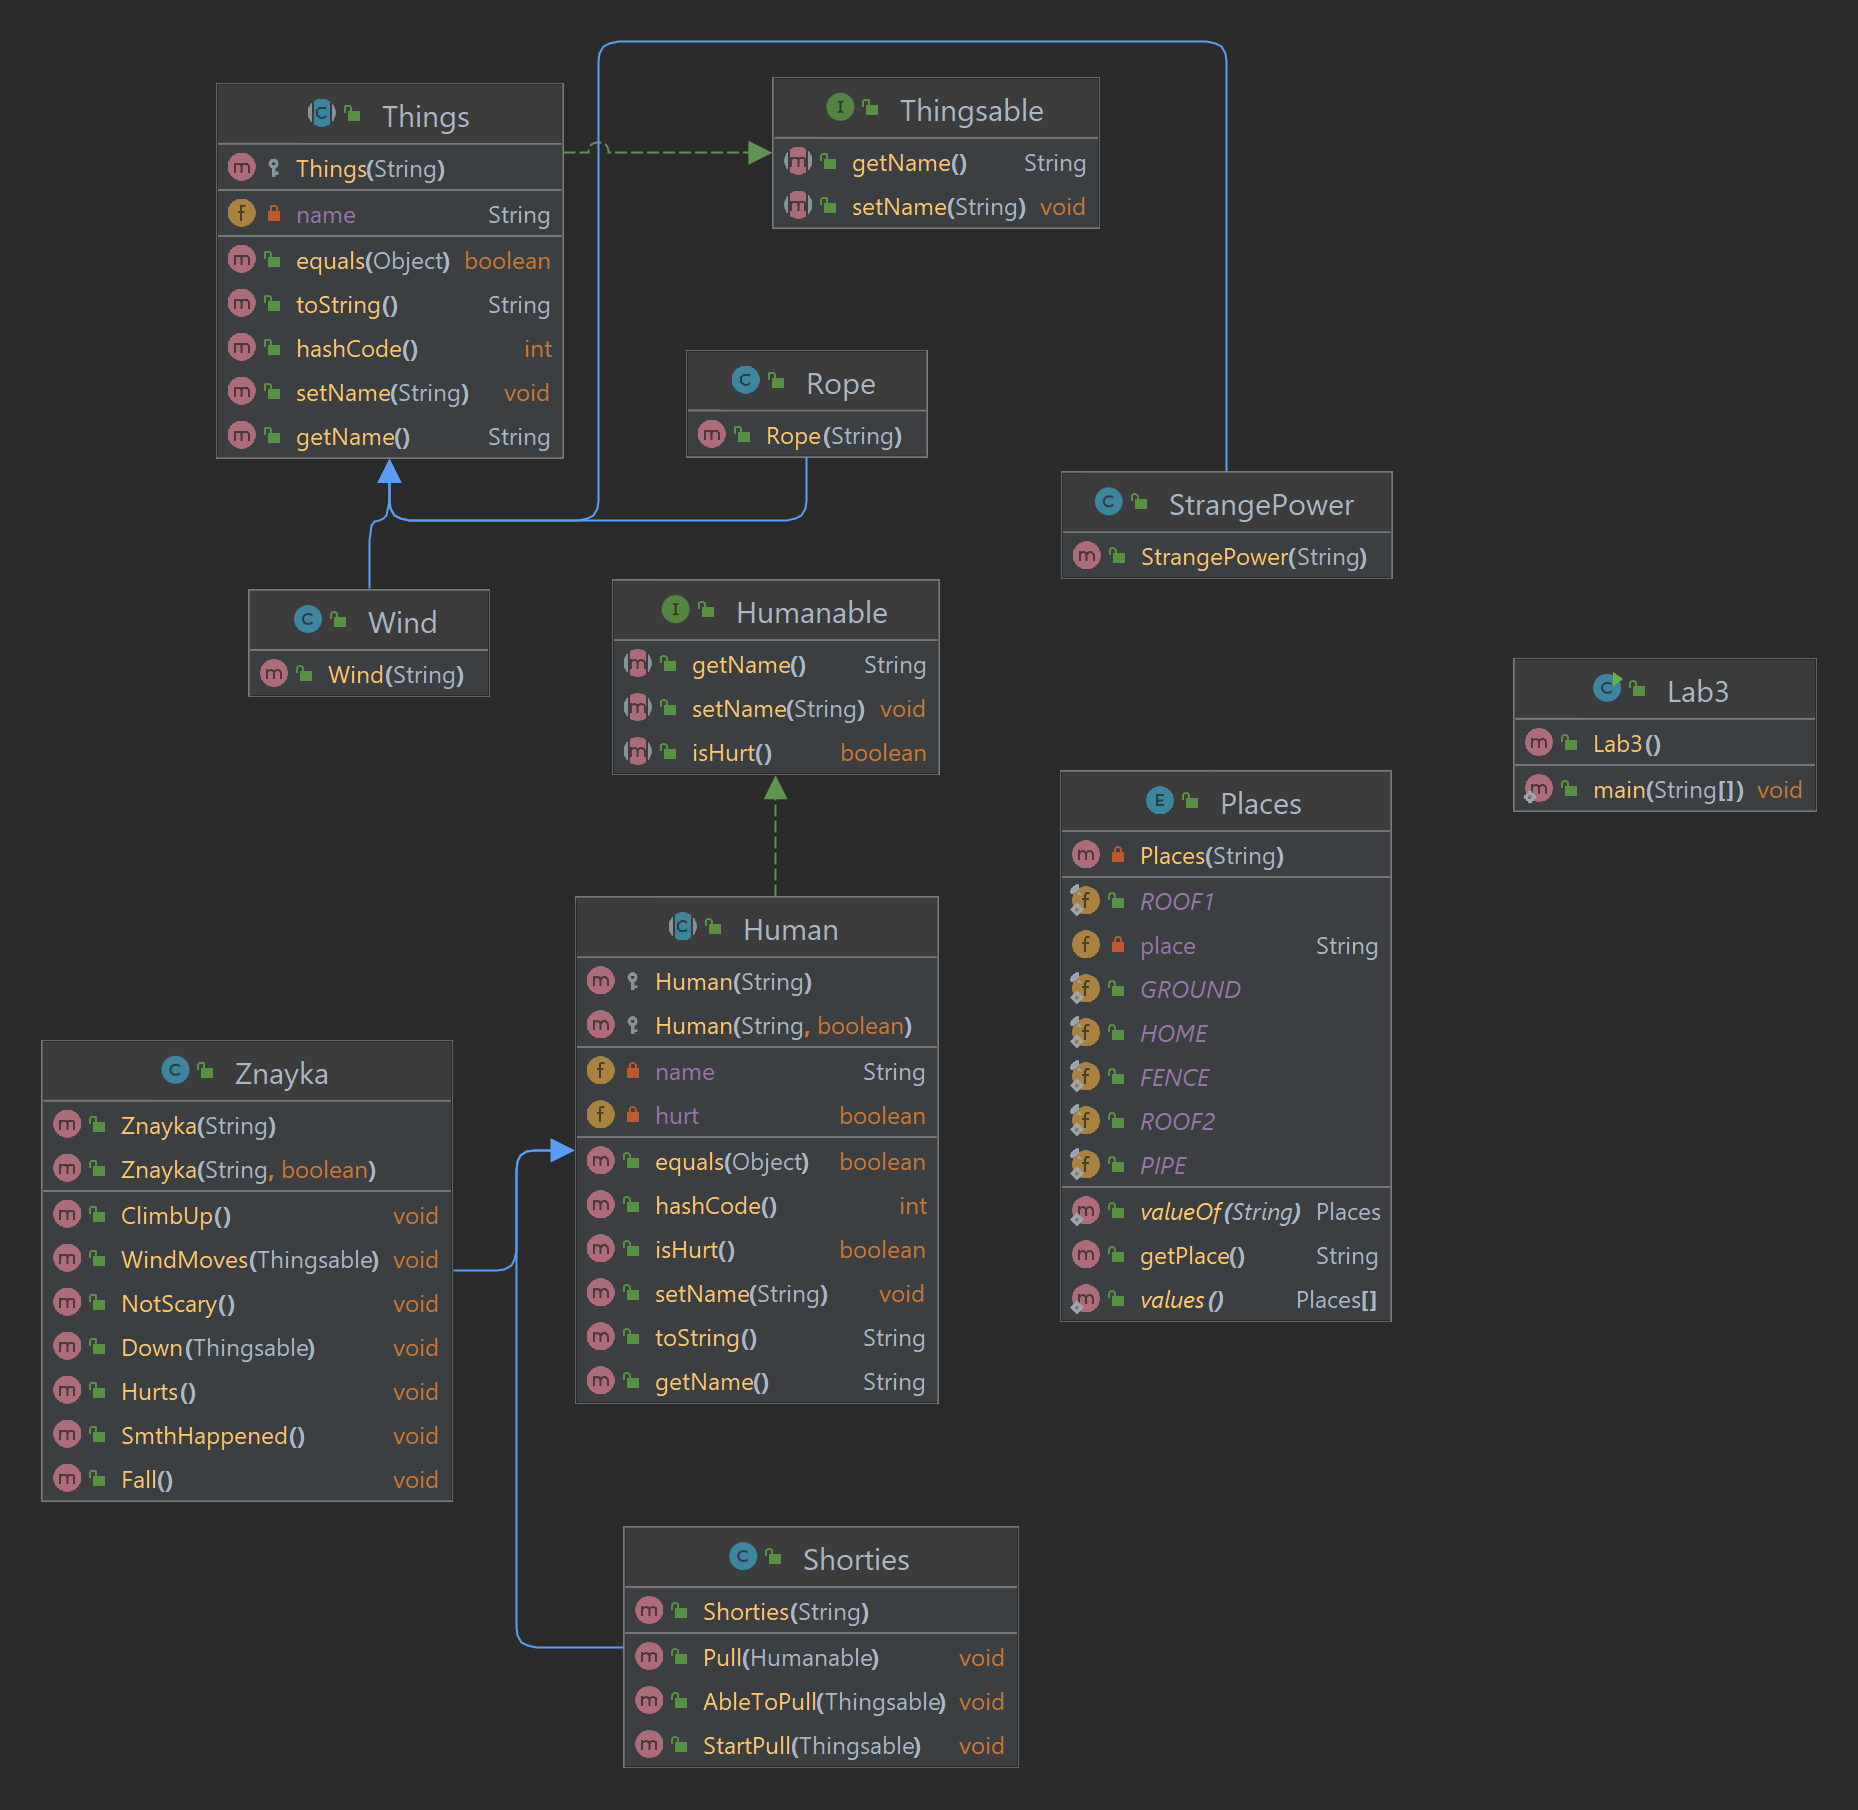 Things
Things(String)
name String
equals(Object) boolean
toString() String
hashCode() int
setName(String) void
getName() String
Thingsable
getName() String
setName(String) void
Rope
Rope(String)
StrangePower
StrangePower(String)
Wind
Wind(String)
Humanable
getName() String
setName(String) void
isHurt() boolean
Lab3
Lab3()
main(String[]) void
Places
Places(String)
ROOF1
place String
GROUND
HOME
FENCE
ROOF2
PIPE
valueOf(String) Places
getPlace() String
values() Places[]
Human
Human(String)
Human(String, boolean)
name String
hurt boolean
equals(Object) boolean
hashCode() int
isHurt() boolean
setName(String) void
toString() String
getName() String
Znayka
Znayka(String)
Znayka(String, boolean)
ClimbUp() void
WindMoves(Thingsable) void
NotScary() void
Down(Thingsable) void
Hurts() void
SmthHappened() void
Fall() void
Shorties
Shorties(String)
Pull(Humanable) void
AbleToPull(Thingsable) void
StartPull(Thingsable) void